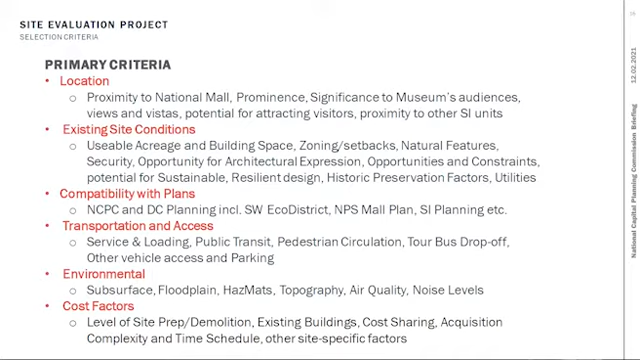 SITE EVALUATION PROJECT
SELECTION CRITERIA
PRIMARY CRITERIA
• Location
o Proximity to National Mall, Prominence, Significance to Museum's audiences,
views and vistas, potential for attracting visitors, proximity to other SI units
• Existing Site Conditions
o Useable Acreage and Building Space, Zoning/setbacks, Natural Features,
Security, Opportunity for Architectural Expression, Opportunities and Constraints,
potential for Sustainable, Resilient design, Historic Preservation Factors, Utilities
• Compatibility with Plans
o NCPC and DC Planning incl. SW EcoDistrict, NPS Mall Plan, SI Planning etc.
• Transportation and Access
o Service & Loading, Public Transit, Pedestrian Circulation, Tour Bus Drop-off,
Other vehicle access and Parking
• Environmental
o Subsurface, Floodplain, HazMats, Topography, Air Quality, Noise Levels
• Cost Factors
o Level of Site Prep/Demolition, Existing Buildings, Cost Sharing, Acquisition
Complexity and Time Schedule, other site-specific factors
National Capital Planning Commission Briefing
12.02.2021